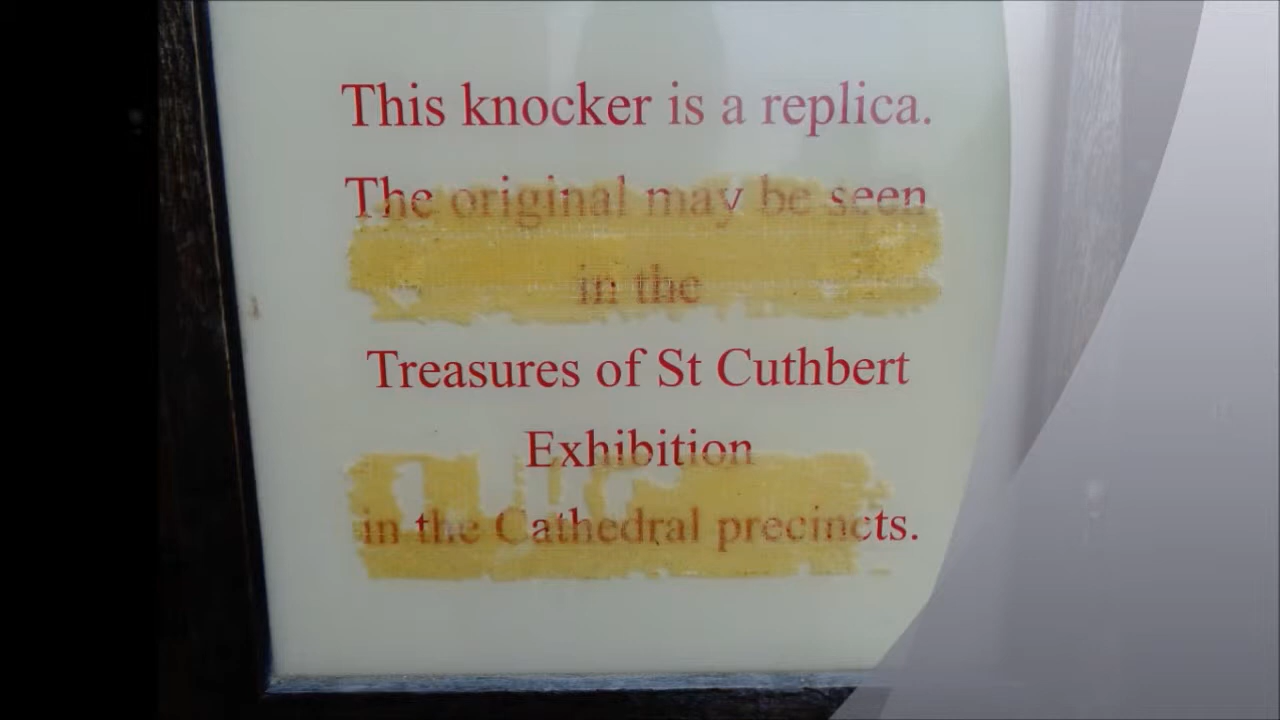 This knocker is a replica.
The original may be seen
in the
Treasures of St Cuthbert
Exhibition
in the Cathedral precincts.